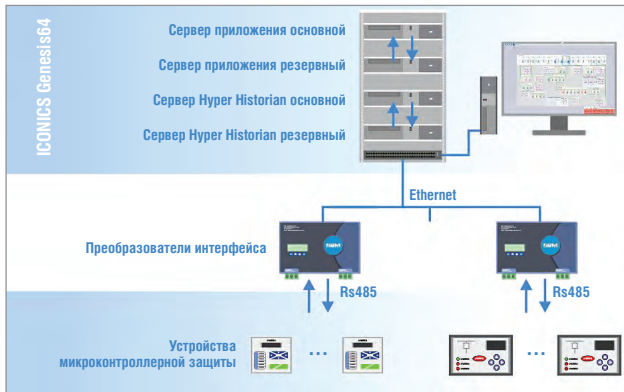 ICONICS Genesis64
Сервер приложения основной
Сервер приложения резервный
Сервер Hyper Historian основной
Сервер Hyper Historian резервный
Ethernet
Преобразователи интерфейса
Rs485
Rs485
Устройства
микроконтроллерной защиты
...
...